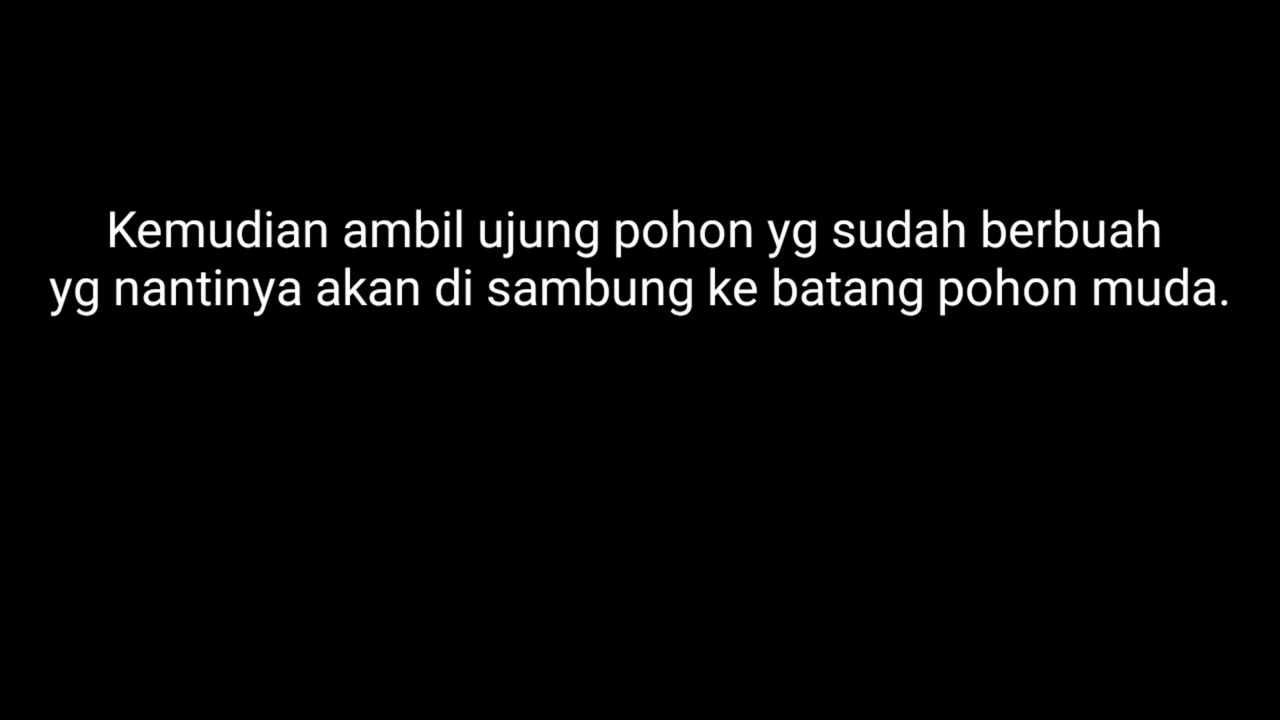 Kemudian ambil ujung pohon yg sudah berbuah
yg nantinya akan di sambung ke batang pohon muda.